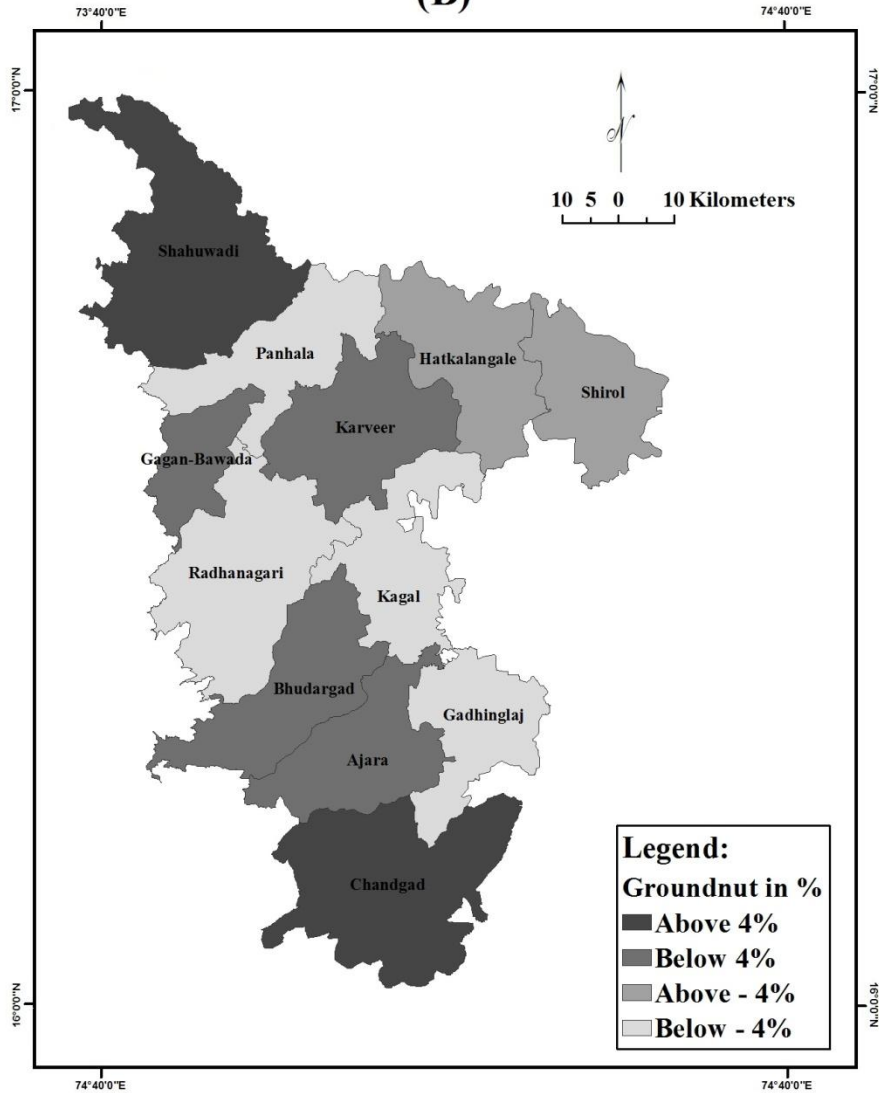 (B)
73°40'0"E
74°40'0"E
17°0'0"N
17°0'0"N
N
10 5 0 10 Kilometers
Shahuwadi
Panhala
Hatkalangale
Shirol
Karveer
Gagan-Bawada
Radhanagari
Kagal
Bhudargad
Gadhinglaj
Ajara
Chandgad
Legend:
Groundnut in %
Above 4%
Below 4%
Above - 4%
Below - 4%
16°0'0"N
16°0'0"N
74°40'0"E
74°40'0"E